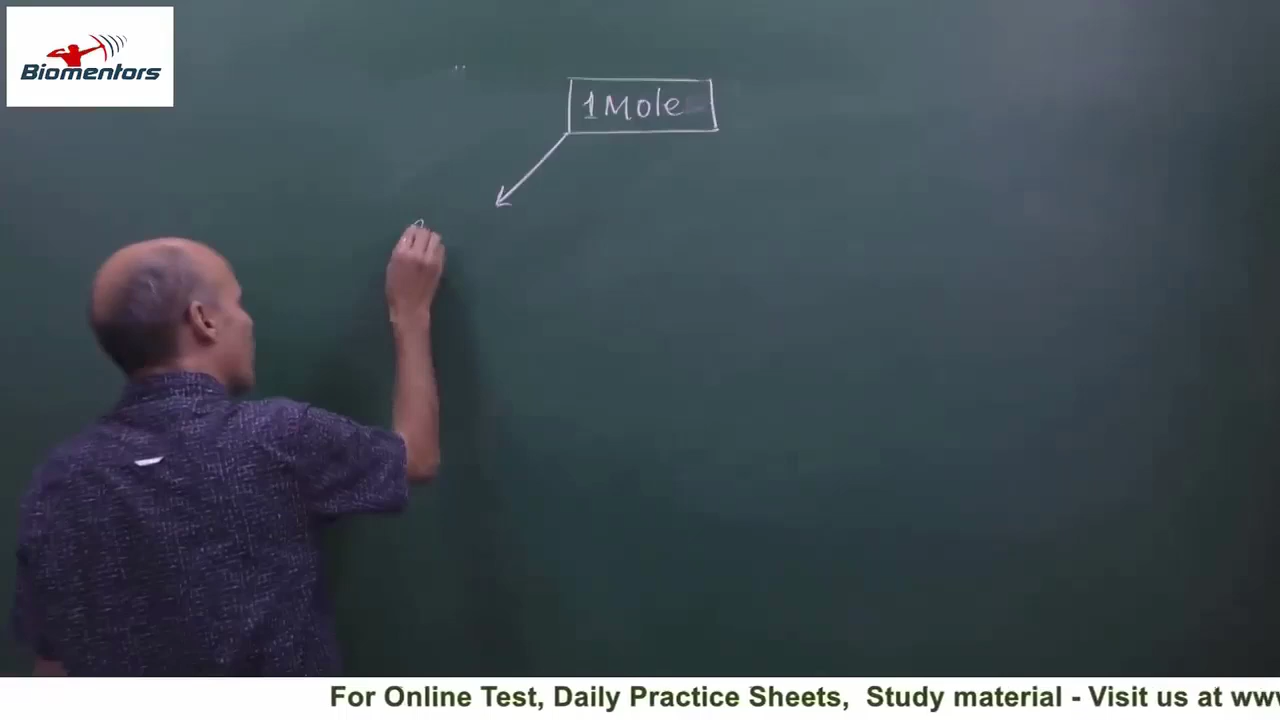 Biomentors
1 Mole
For Online Test, Daily Practice Sheets, Study material - Visit us at www